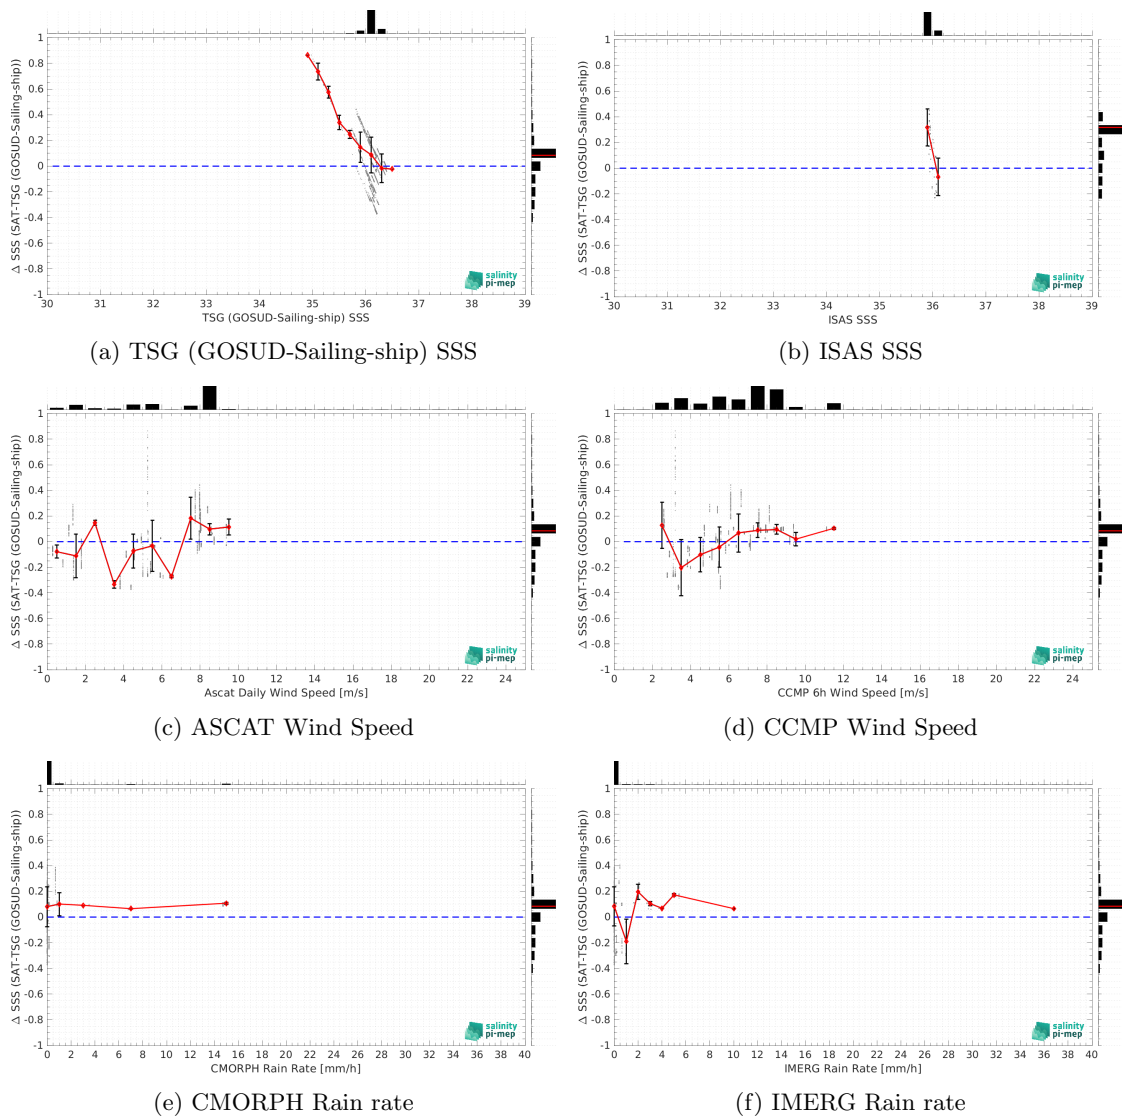 1
0.8
0.6
0.4
0.2
0
-0.2
-0.4
-0.6
-0.8
-1
Δ SSS (SAT-TSG (GOSUD-Sailing-ship))
salinity
pi-mep
30 31 32 33 34 35 36 37 38 39
TSG (GOSUD-Sailing-ship) SSS
(a) TSG (GOSUD-Sailing-ship) SSS
1
0.8
0.6
0.4
0.2
0
-0.2
-0.4
-0.6
-0.8
-1
Δ SSS (SAT-TSG (GOSUD-Sailing-ship))
salinity
pi-mep
30 31 32 33 34 35 36 37 38 39
ISAS SSS
(b) ISAS SSS
1
0.8
0.6
0.4
0.2
0
-0.2
-0.4
-0.6
-0.8
-1
Δ SSS (SAT-TSG (GOSUD-Sailing-ship))
salinity
pi-mep
0 2 4 6 8 10 12 14 16 18 20 22 24
Ascat Daily Wind Speed [m/s]
(c) ASCAT Wind Speed
1
0.8
0.6
0.4
0.2
0
-0.2
-0.4
-0.6
-0.8
-1
Δ SSS (SAT-TSG (GOSUD-Sailing-ship))
salinity
pi-mep
0 2 4 6 8 10 12 14 16 18 20 22 24
CCMP 6h Wind Speed [m/s]
(d) CCMP Wind Speed
1
0.8
0.6
0.4
0.2
0
-0.2
-0.4
-0.6
-0.8
-1
Δ SSS (SAT-TSG (GOSUD-Sailing-ship))
salinity
pi-mep
0 2 4 6 8 10 12 14 16 18 20 22 24 26 28 30 32 34 36 38 40
CMORPH Rain Rate [mm/h]
(e) CMORPH Rain rate
1
0.8
0.6
0.4
0.2
0
-0.2
-0.4
-0.6
-0.8
-1
Δ SSS (SAT-TSG (GOSUD-Sailing-ship))
salinity
pi-mep
0 2 4 6 8 10 12 14 16 18 20 22 24 26 28 30 32 34 36 38 40
IMERG Rain Rate [mm/h]
(f) IMERG Rain rate